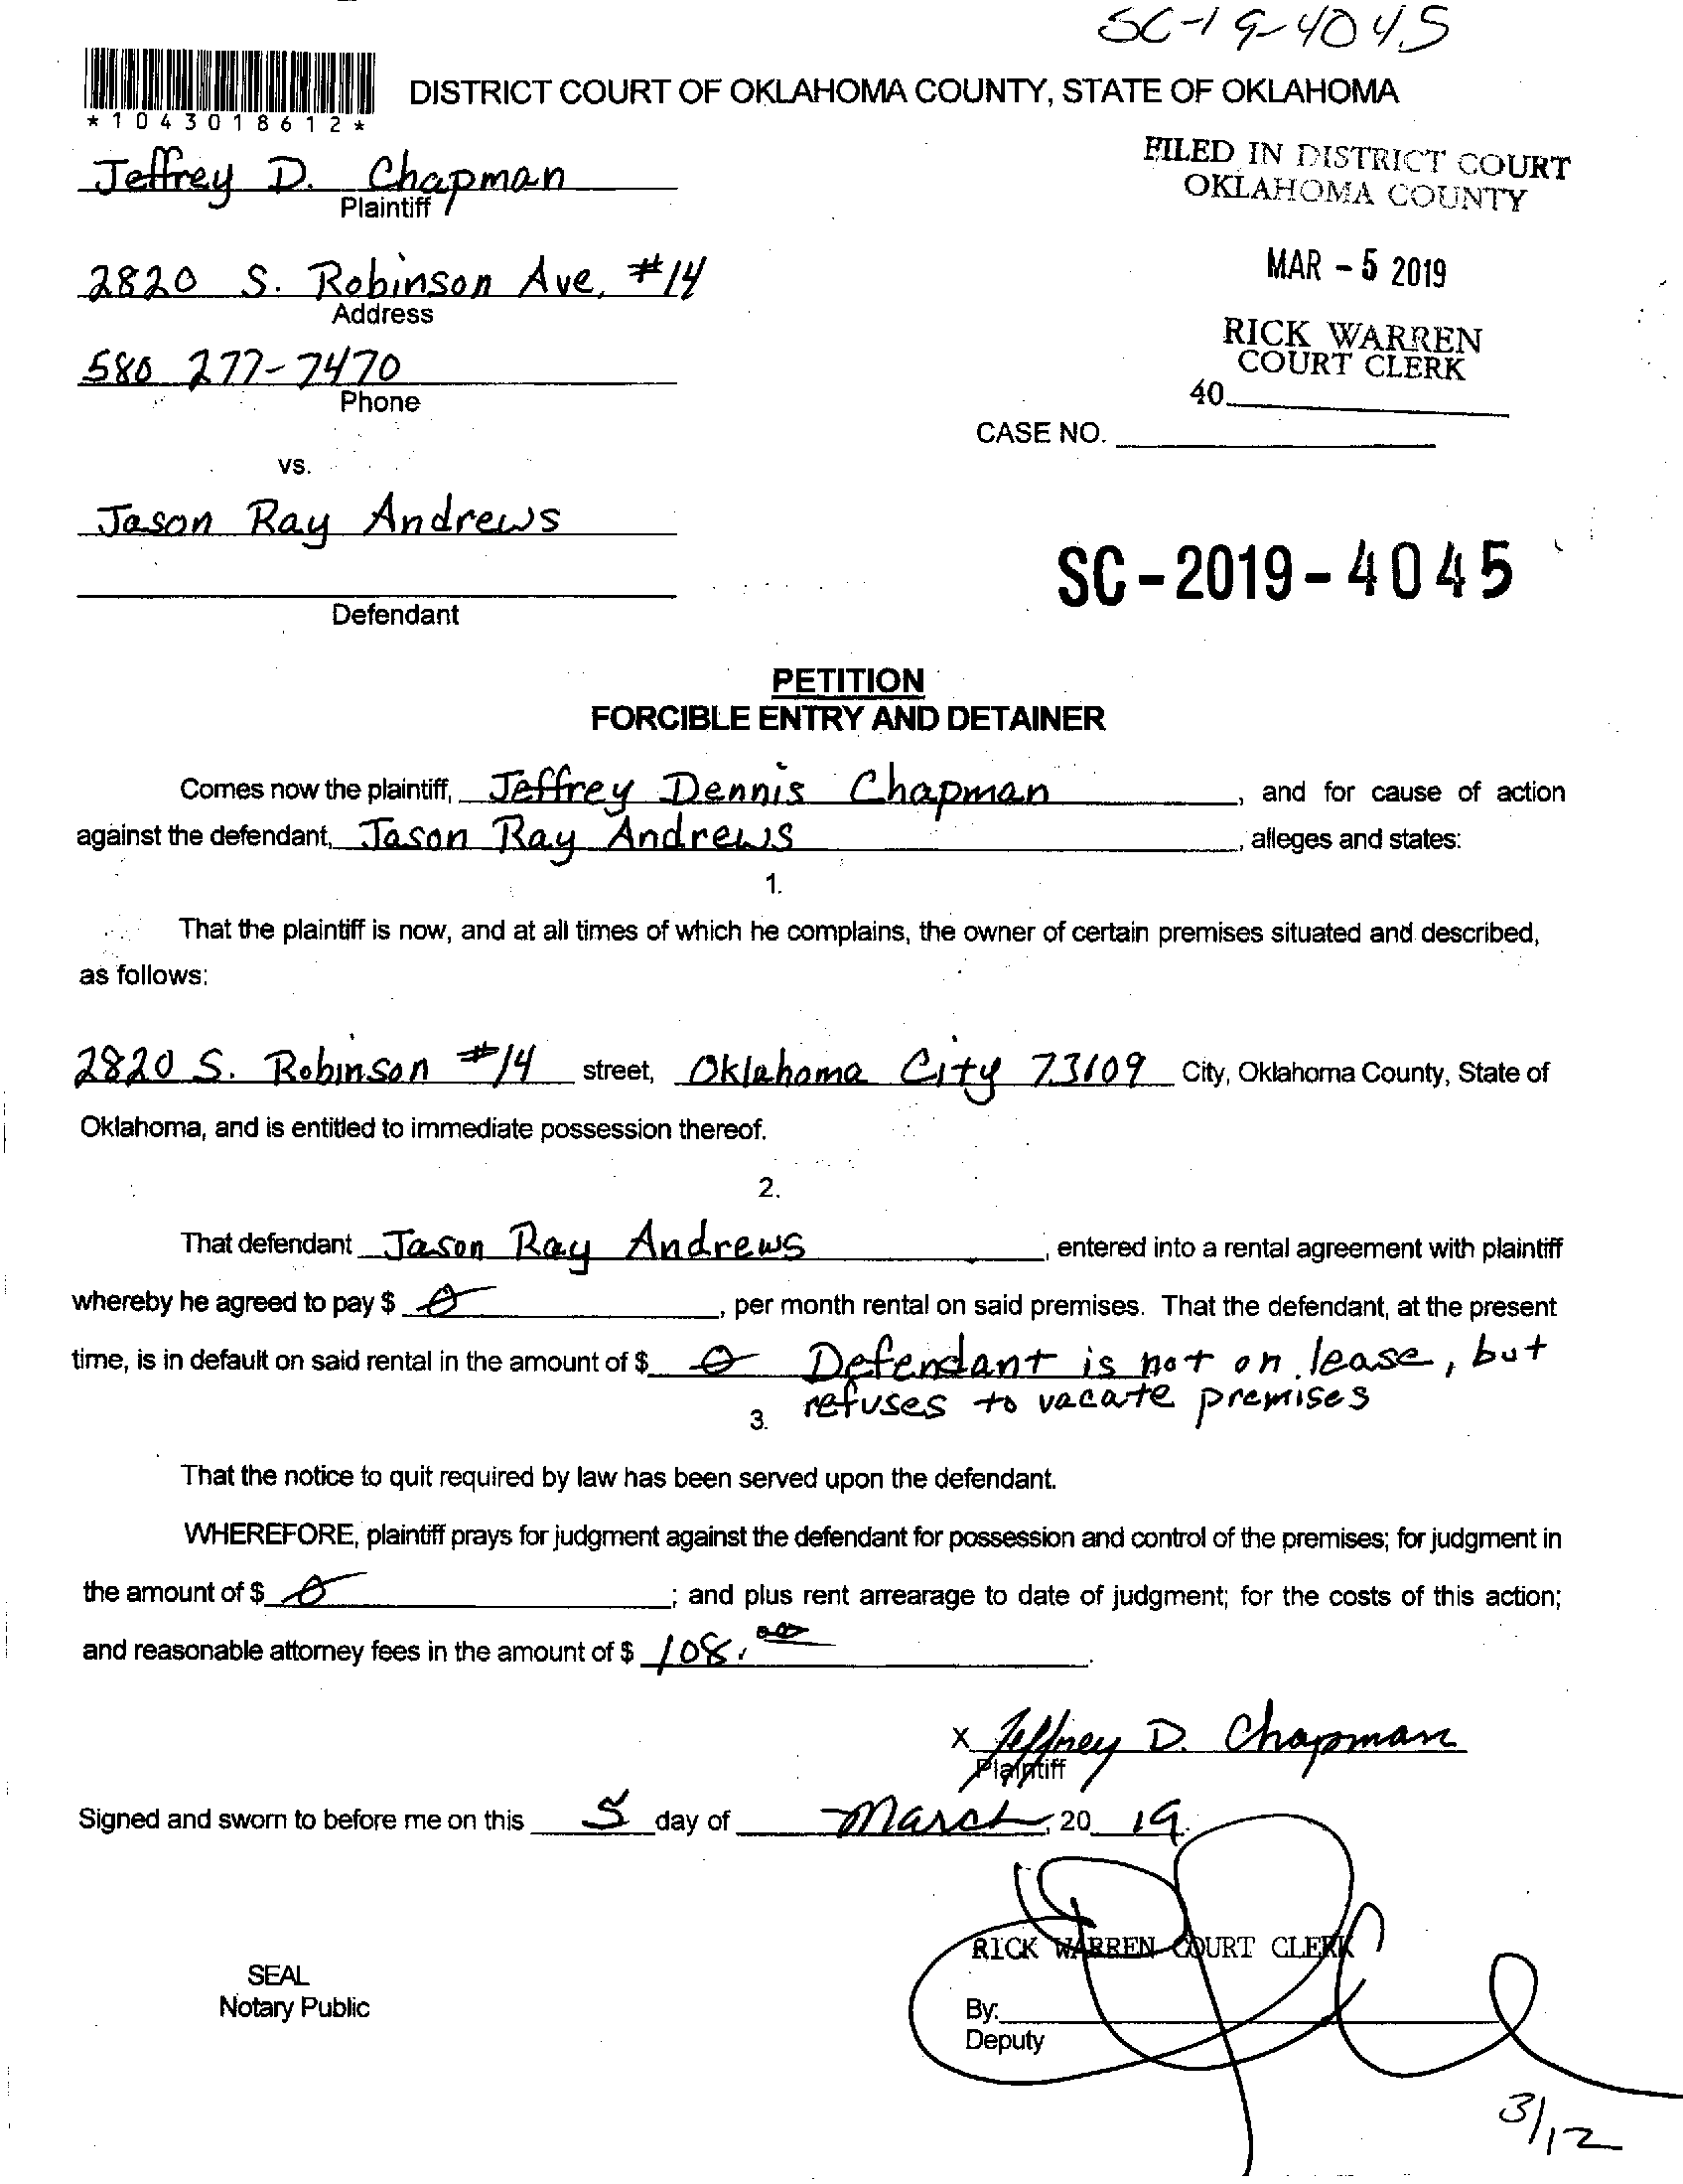 SC-19-4045
*1043018612*
DISTRICT COURT OF OKLAHOMA COUNTY, STATE OF OKLAHOMA
FILED IN DISTRICT COURT
OKLAHOMA COUNTY
Jeffrey D. Chapman
Plaintiff
MAR - 5 2019
2820 S. Robinson Ave, #14
Address
RICK WARREN
COURT CLERK
580 277-7470
Phone
40
CASE NO.
vs.
Jason Ray Andrews
SC-2019-4045
Defendant
PETITION
FORCIBLE ENTRY AND DETAINER
Comes now the plaintiff, Jeffrey Dennis Chapman, and for cause of action
against the defendant, Jason Ray Andrews, alleges and states:
1.
That the plaintiff is now, and at all times of which he complains, the owner of certain premises situated and described,
as follows:
2820 S. Robinson #14 street, Oklahoma City 73109 City, Oklahoma County, State of
Oklahoma, and is entitled to immediate possession thereof.
2.
That defendant Jason Ray Andrews, entered into a rental agreement with plaintiff
whereby he agreed to pay $ 0, per month rental on said premises. That the defendant, at the present
time, is in default on said rental in the amount of $ 0 Defendant is not on lease, but
refuses to vacate premises
3.
That the notice to quit required by law has been served upon the defendant.
WHEREFORE, plaintiff prays for judgment against the defendant for possession and control of the premises; for judgment in
the amount of $ 0; and plus rent arrearage to date of judgment; for the costs of this action;
and reasonable attorney fees in the amount of $ 108.00.
X Jeffrey D. Chapman
Plaintiff
Signed and sworn to before me on this 5 day of March, 20 19.
RICK WARREN COURT CLERK
SEAL
Notary Public
By:
Deputy
3/12